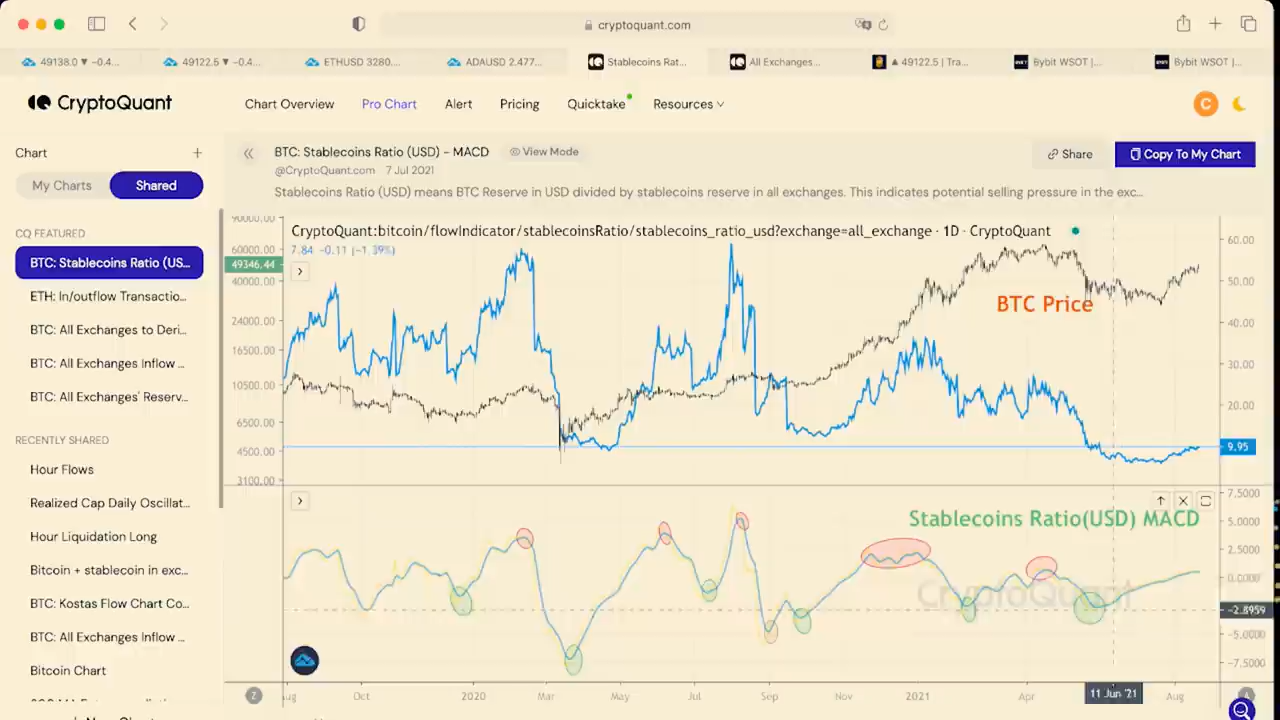 cryptoquant.com
49138.0 ▼ −0.4...
49122.5 ▼ −0.4...
ETHUSD 3280....
ADAUSD 2.477...
Stablecoins Rat...
All Exchanges...
▲ 49122.5 | Tra...
Bybit WSOT |...
Bybit WSOT |...
CryptoQuant
Chart Overview
Pro Chart
Alert
Pricing
Quicktake
Resources
C
Chart
My Charts
Shared
CQ FEATURED
BTC: Stablecoins Ratio (US...
ETH: In/outflow Transactio...
BTC: All Exchanges to Deri...
BTC: All Exchanges Inflow ...
BTC: All Exchanges' Reserv...
RECENTLY SHARED
Hour Flows
Realized Cap Daily Oscillat...
Hour Liquidation Long
Bitcoin + stablecoin in exc...
BTC: Kostas Flow Chart Co...
BTC: All Exchanges Inflow ...
Bitcoin Chart
BTC: Stablecoins Ratio (USD) – MACD
View Mode
@CryptoQuant.com 7 Jul 2021
Share
Copy To My Chart
Stablecoins Ratio (USD) means BTC Reserve in USD divided by stablecoins reserve in all exchanges. This indicates potential selling pressure in the exc...
CryptoQuant:bitcoin/flowIndicator/stablecoinsRatio/stablecoins_ratio_usd?exchange=all_exchange · 1D · CryptoQuant
7.84 −0.11 (−1.39%)
90000.00
60000.00
49346.44
40000.00
24000.00
16500.00
10500.00
6500.00
4500.00
3100.00
60.00
50.00
40.00
30.00
20.00
9.95
BTC Price
Stablecoins Ratio(USD) MACD
CryptoQuant
7.5000
5.0000
2.5000
0.0000
−2.8959
−5.0000
−7.5000
Z
Aug
Oct
2020
Mar
May
Jul
Sep
Nov
2021
Apr
11 Jun '21
Aug
A